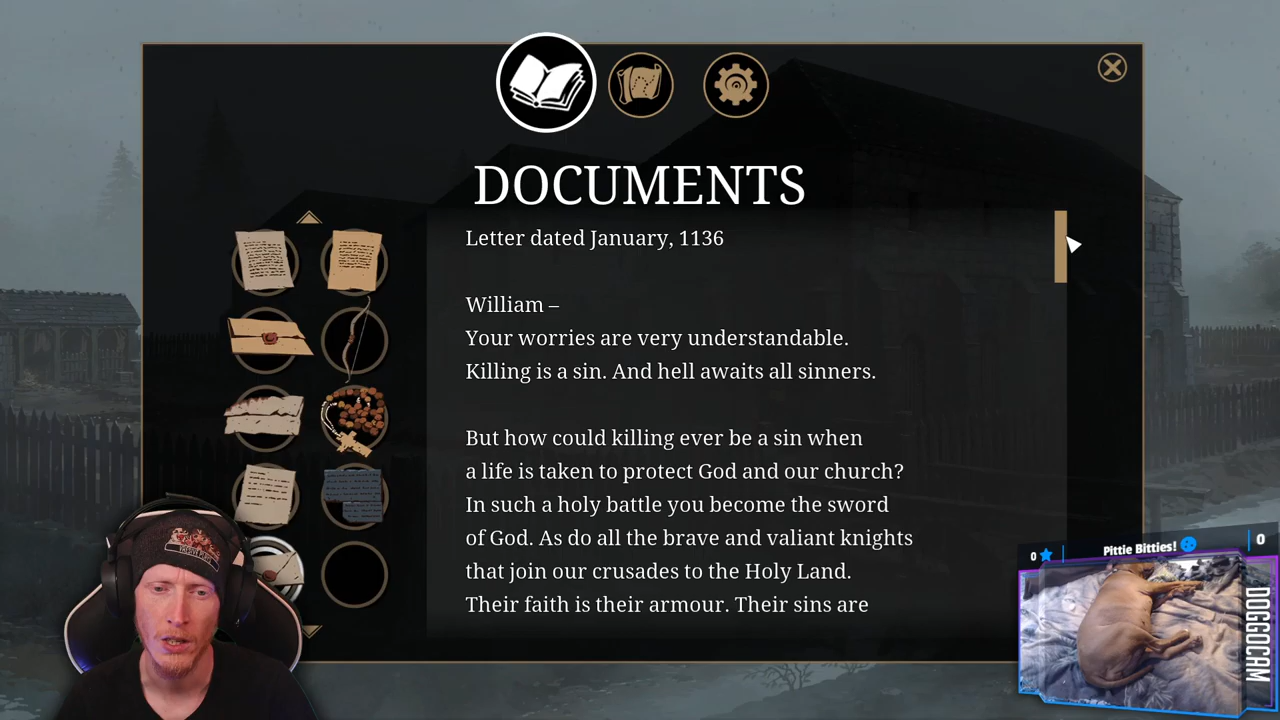 DOCUMENTS
Letter dated January, 1136
William –
Your worries are very understandable.
Killing is a sin. And hell awaits all sinners.
But how could killing ever be a sin when
a life is taken to protect God and our church?
In such a holy battle you become the sword
of God. As do all the brave and valiant knights
that join our crusades to the Holy Land.
Their faith is their armour. Their sins are
0
Pittie Bitties!
0
DOGGOCAM